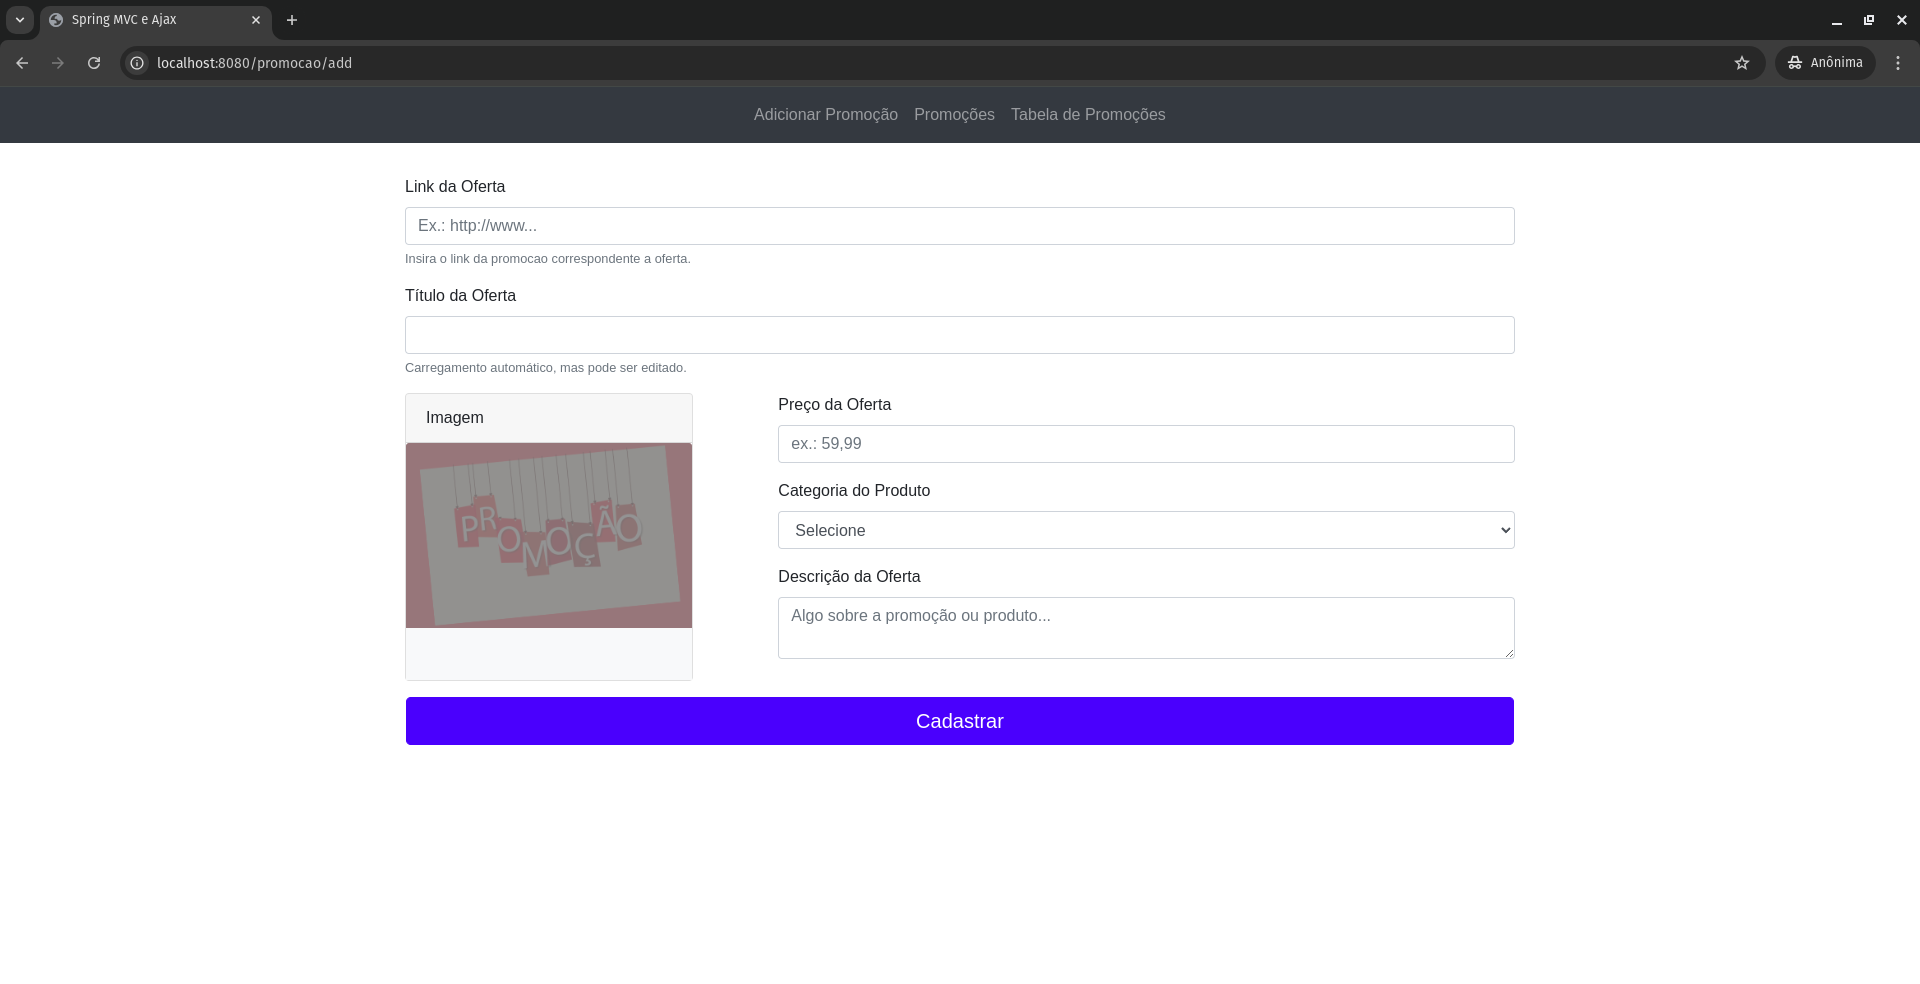 Spring MVC e Ajax
localhost:8080/promocao/add
Anônima
Adicionar Promoção Promoções Tabela de Promoções
Link da Oferta
Ex.: http://www...
Insira o link da promocao correspondente a oferta.
Título da Oferta
Carregamento automático, mas pode ser editado.
Imagem
PROMOÇÃO
Preço da Oferta
ex.: 59,99
Categoria do Produto
Selecione
Descrição da Oferta
Algo sobre a promoção ou produto...
Cadastrar